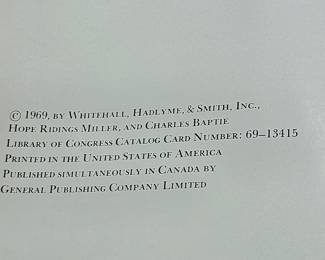 © 1969, by Whitehall, Hadlyme, & Smith, Inc.,
Hope Ridings Miller, and Charles Baptie
Library of Congress Catalog Card Number: 69–13415
Printed in the United States of America
Published simultaneously in Canada by
General Publishing Company Limited